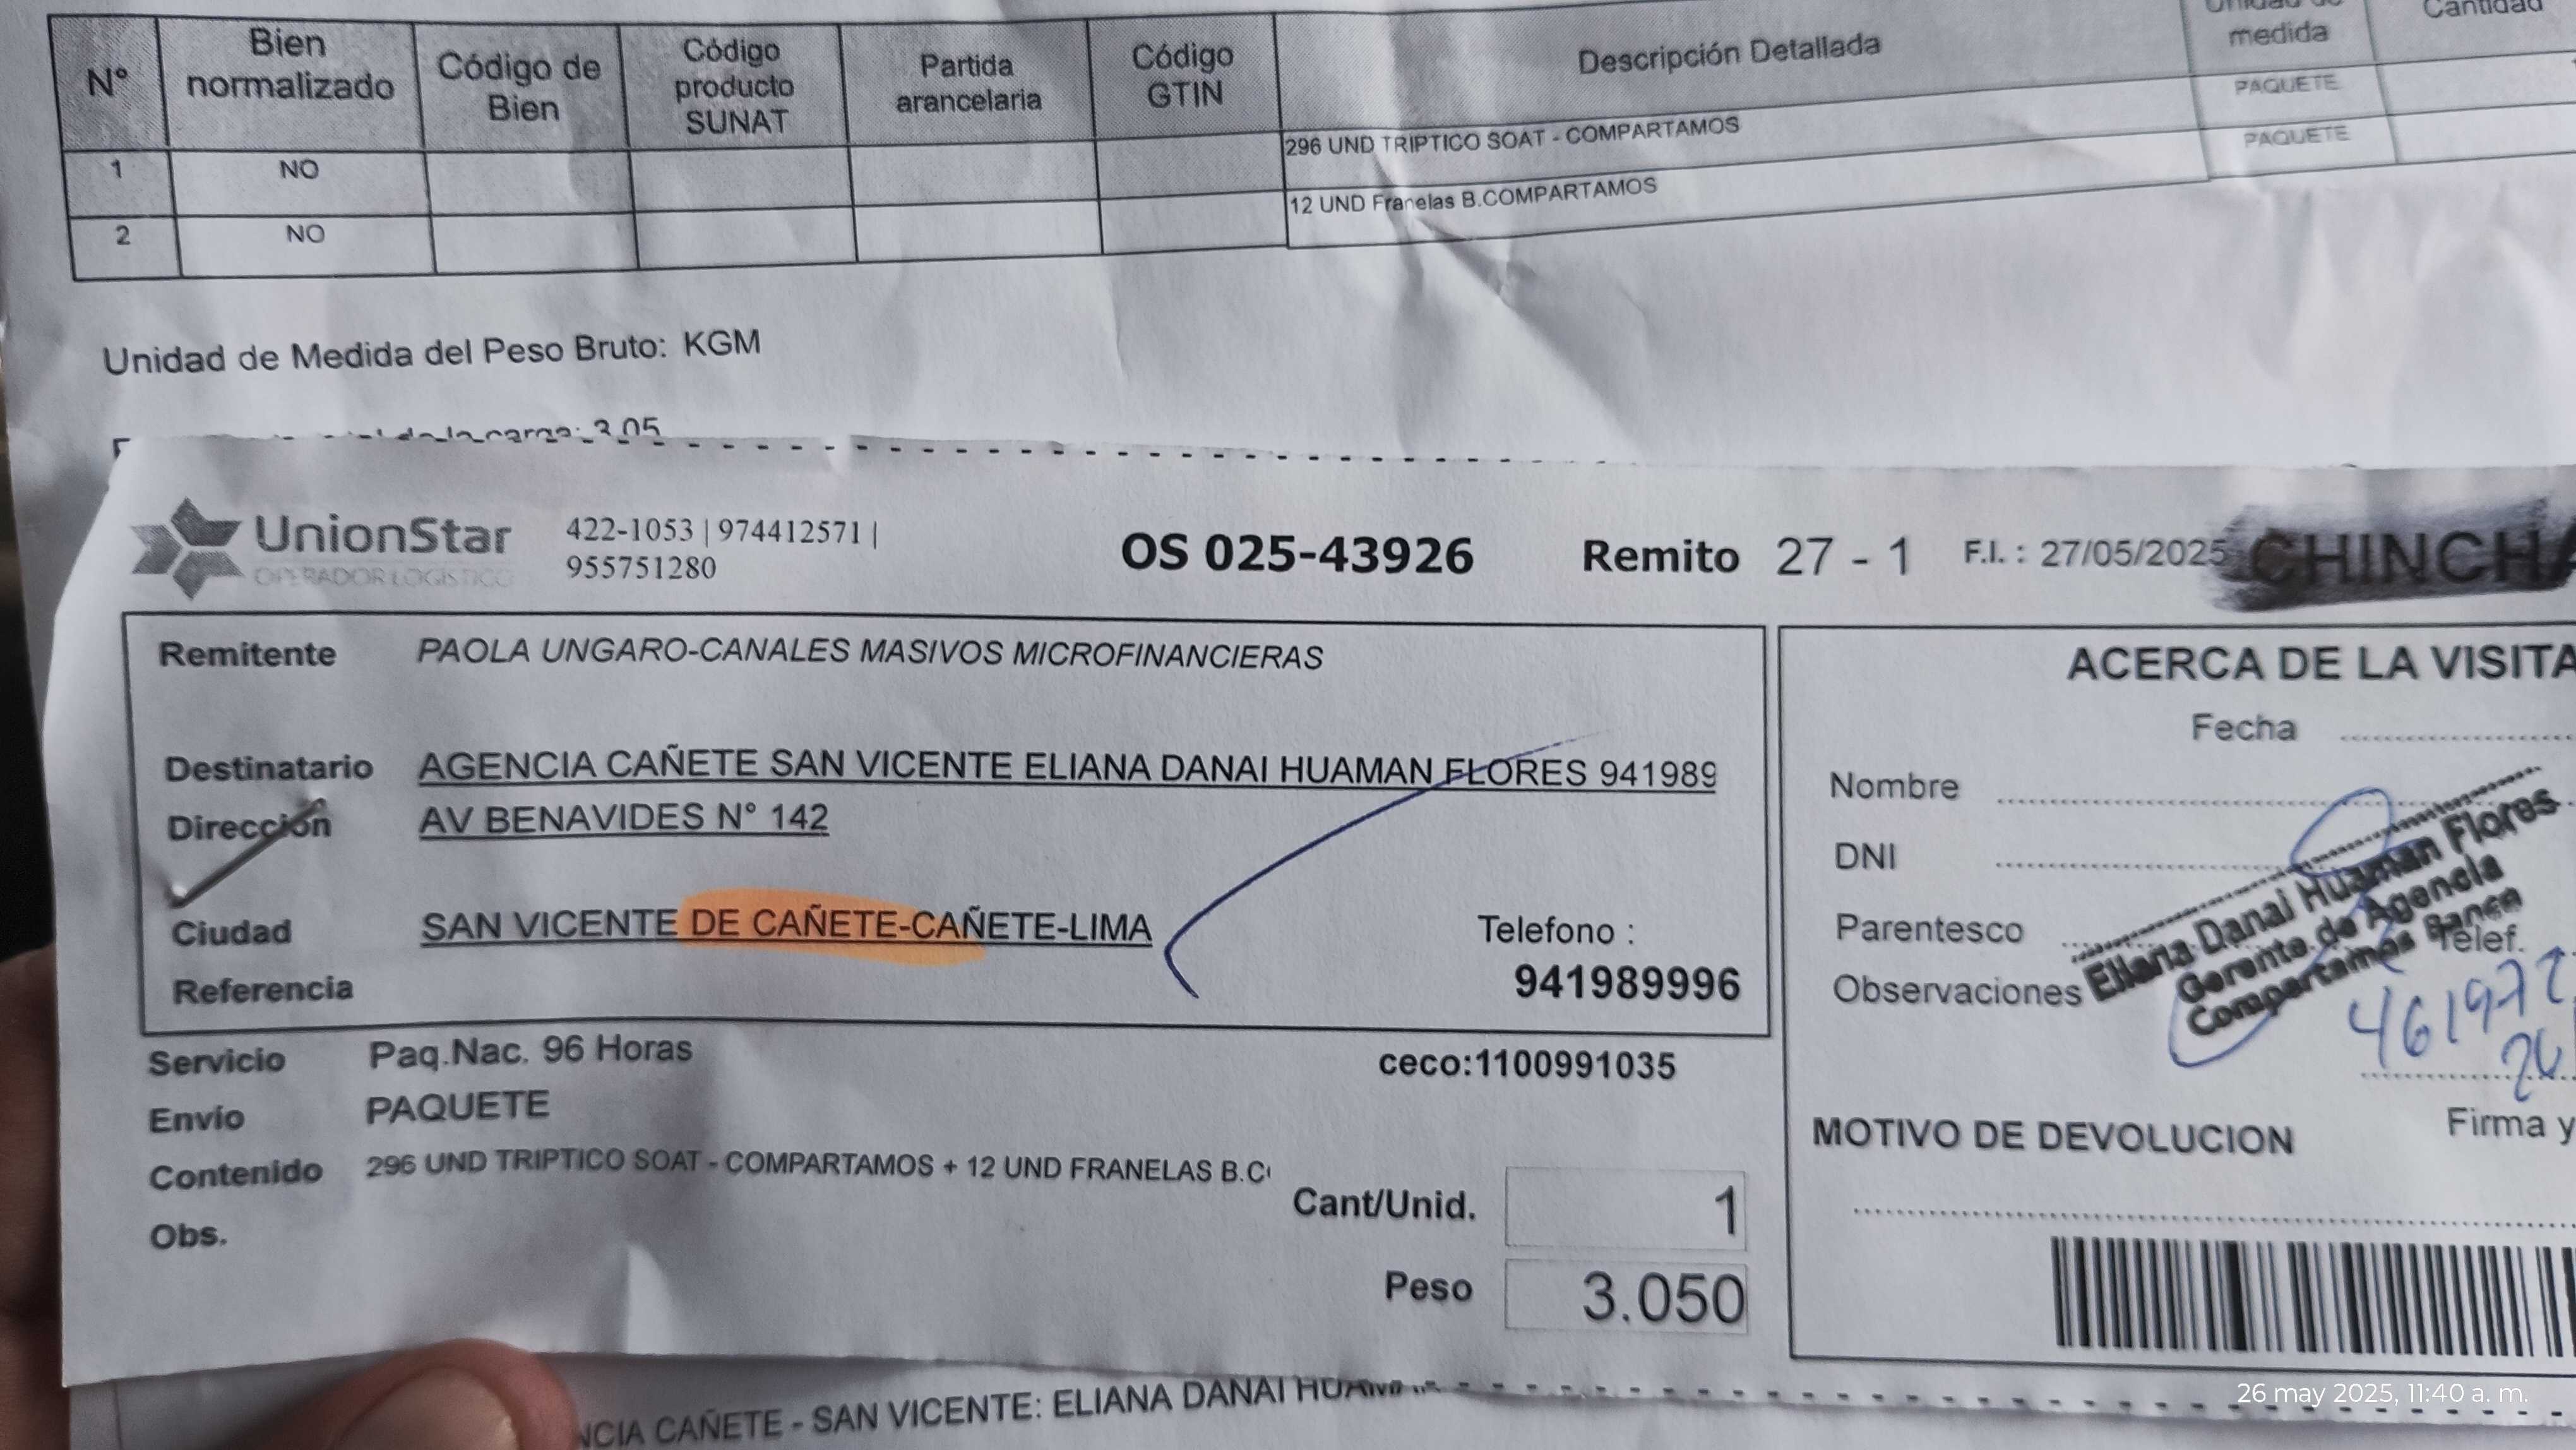 N° Bien normalizado Código de Bien Código producto SUNAT Partida arancelaria Código GTIN Descripción Detallada medida Cantidad
1 NO 296 UND TRIPTICO SOAT - COMPARTAMOS PAQUETE
2 NO 12 UND Franelas B.COMPARTAMOS PAQUETE
Unidad de Medida del Peso Bruto: KGM
de la carga: 3.05
UnionStar
OPERADOR LOGISTICO
422-1053 | 974412571 |
955751280
OS 025-43926 Remito 27 - 1 F.I. : 27/05/2025 CHINCHA
Remitente PAOLA UNGARO-CANALES MASIVOS MICROFINANCIERAS
Destinatario AGENCIA CAÑETE SAN VICENTE ELIANA DANAI HUAMAN FLORES 941989
Dirección AV BENAVIDES N° 142
Ciudad SAN VICENTE DE CAÑETE-CAÑETE-LIMA
Telefono :
941989996
Referencia
Servicio Paq.Nac. 96 Horas
ceco:1100991035
Envío PAQUETE
Contenido 296 UND TRIPTICO SOAT - COMPARTAMOS + 12 UND FRANELAS B.C
Obs.
Cant/Unid. 1
Peso 3.050
ACERCA DE LA VISITA
Fecha
Nombre
DNI
Parentesco
Telef.
Observaciones
Eliana Danai Huaman Flores
Gerente de Agencia
Compartamos Banco
Firma y
MOTIVO DE DEVOLUCION
NCIA CAÑETE - SAN VICENTE: ELIANA DANAI
26 may 2025, 11:40 a. m.